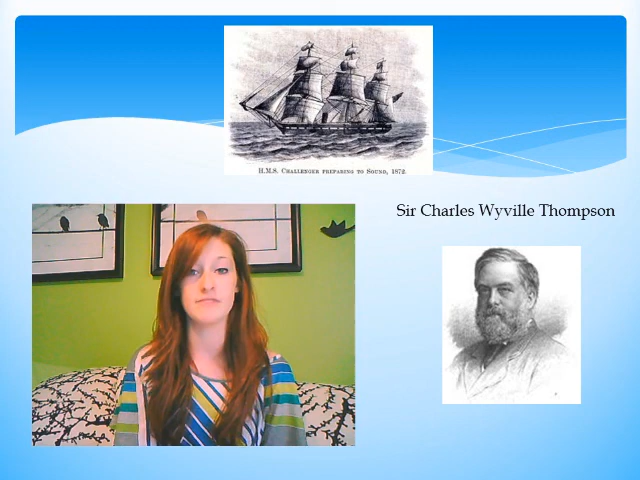 H.M.S. Challenger preparing to Sound, 1872.
Sir Charles Wyville Thompson